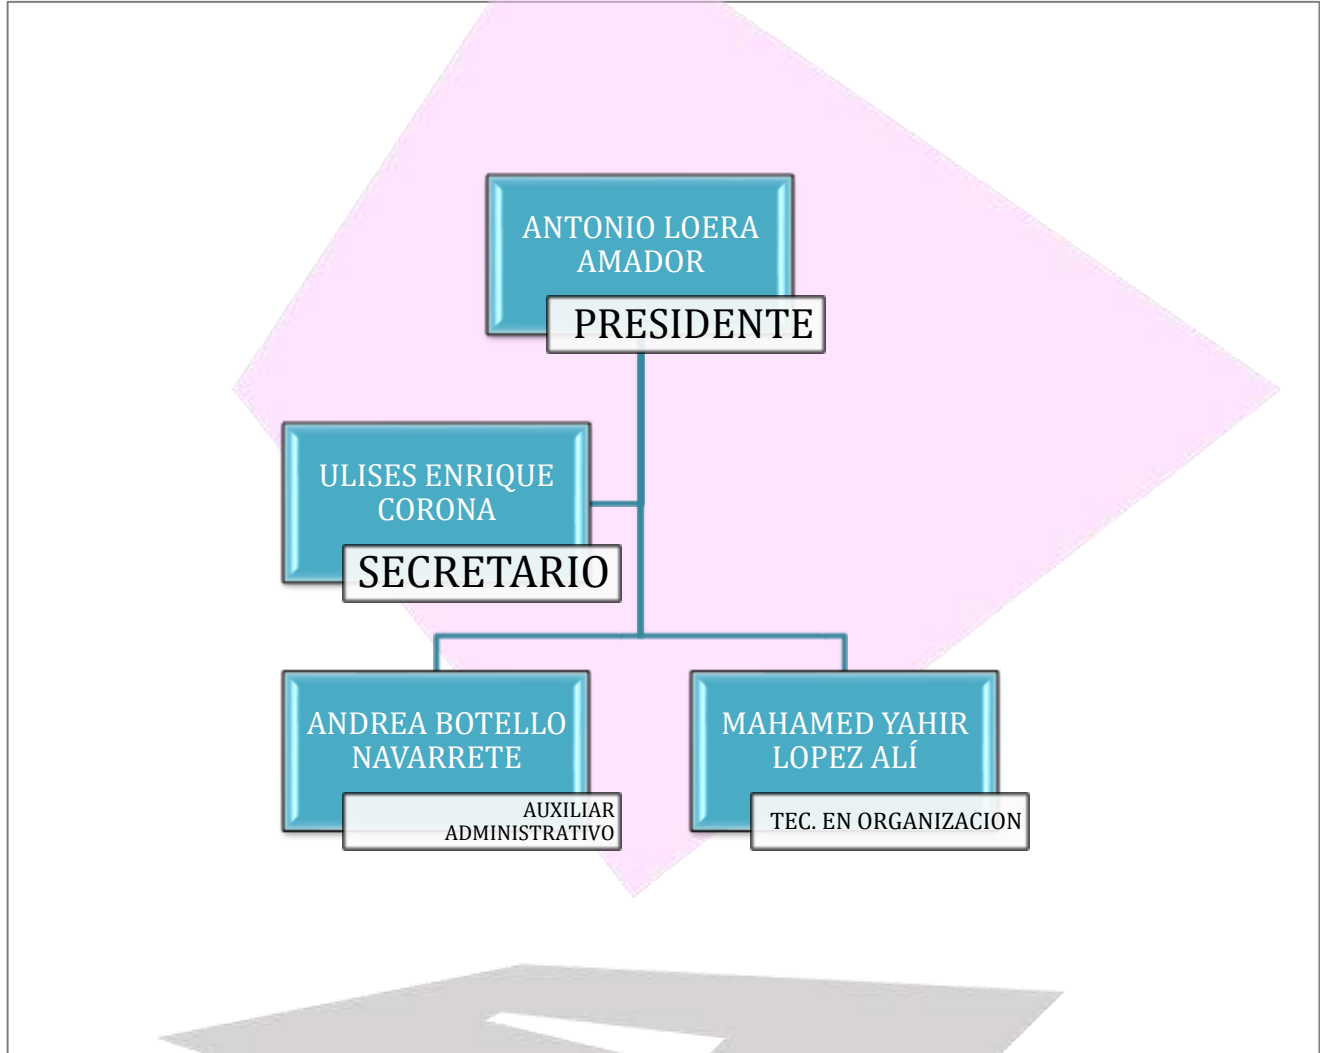 ANTONIO LOERA
AMADOR
PRESIDENTE
ULISES ENRIQUE
CORONA
SECRETARIO
ANDREA BOTELLO
NAVARRETE
AUXILIAR
ADMINISTRATIVO
MAHAMED YAHIR
LOPEZ ALÍ
TEC. EN ORGANIZACION